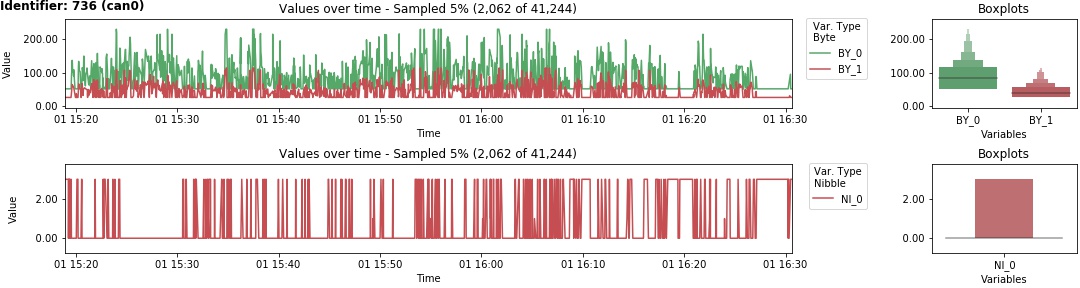 Identifier: 736 (can0)
Values over time - Sampled 5% (2,062 of 41,244)
Boxplots
Value
200.00
100.00
0.00
01 15:20
01 15:30
01 15:40
01 15:50
01 16:00
01 16:10
01 16:20
01 16:30
Time
Var. Type
Byte
BY_0
BY_1
200.00
100.00
0.00
BY_0
BY_1
Variables
Values over time - Sampled 5% (2,062 of 41,244)
Boxplots
Value
2.00
0.00
01 15:20
01 15:30
01 15:40
01 15:50
01 16:00
01 16:10
01 16:20
01 16:30
Time
Var. Type
Nibble
NI_0
2.00
0.00
NI_0
Variables